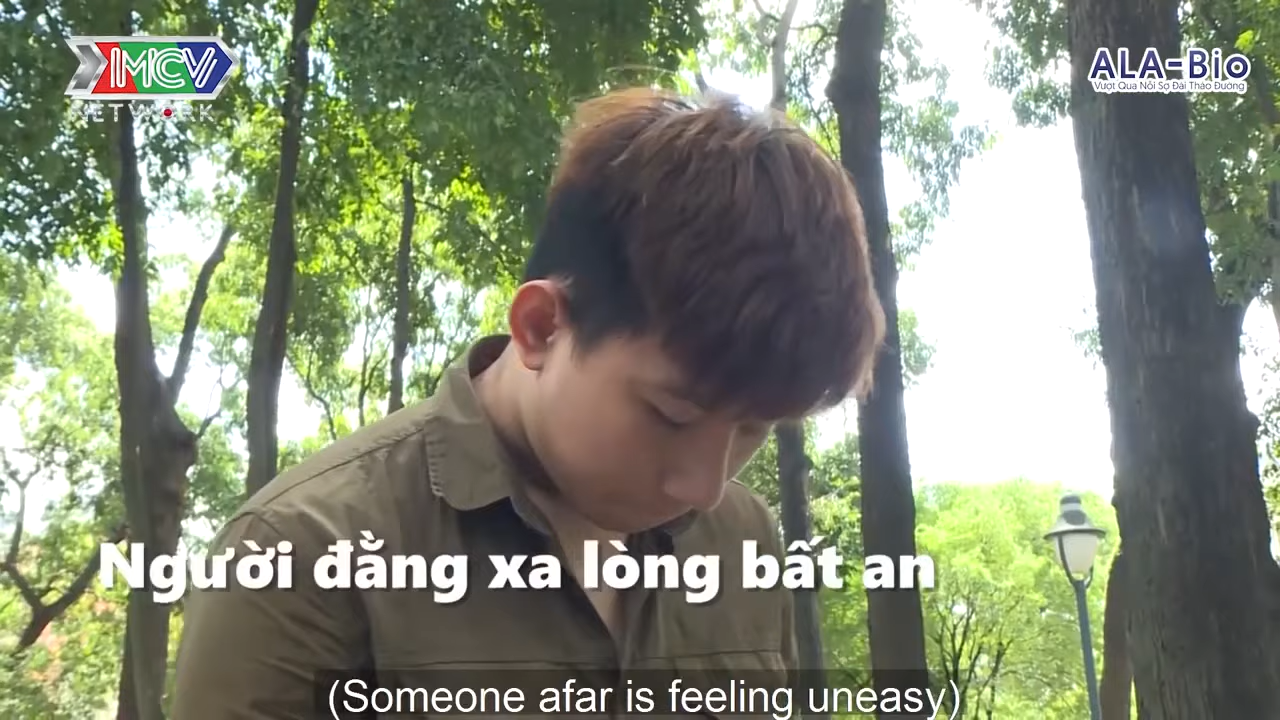 MCV
NETWORK
ALA-Bio
Vượt Qua Nỗi Sợ Đái Tháo Đường
Người đằng xa lòng bất an
(Someone afar is feeling uneasy)